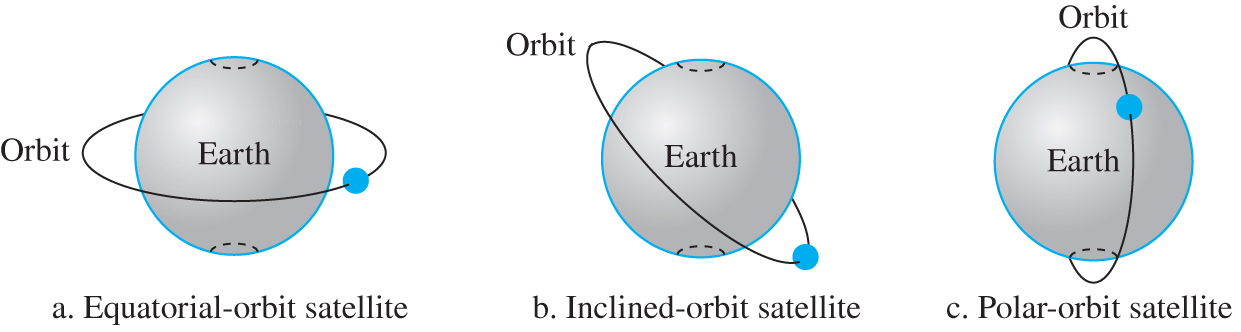 Orbit
Earth
a. Equatorial-orbit satellite
Orbit
Earth
b. Inclined-orbit satellite
Orbit
Earth
c. Polar-orbit satellite